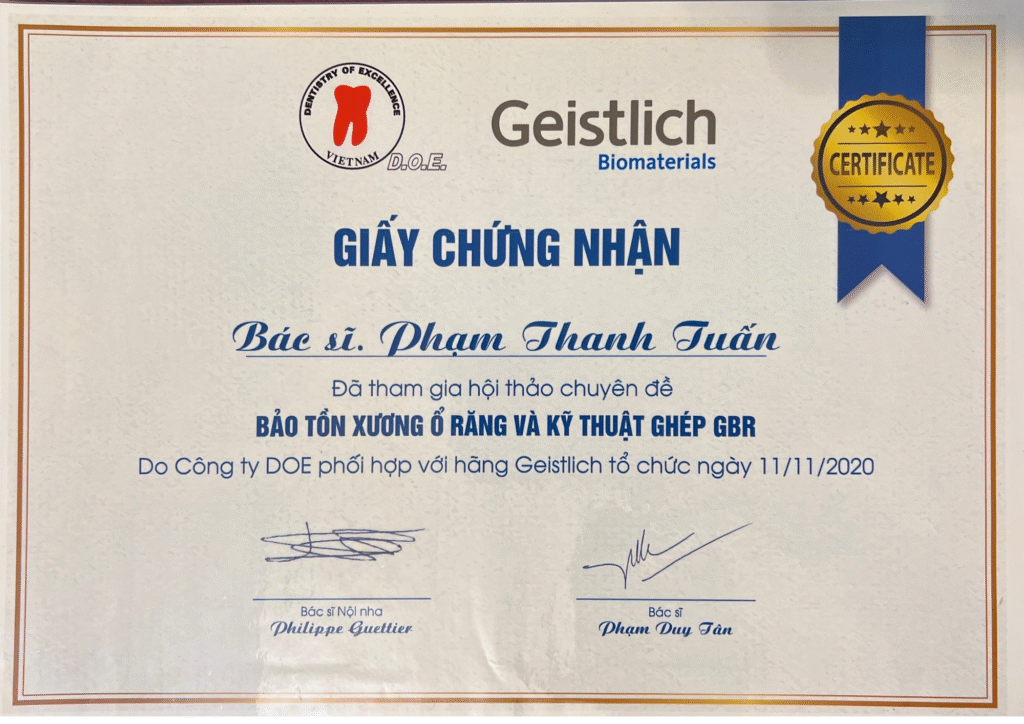 DENTISTRY OF EXCELLENCE
VIETNAM
D.O.E.
Geistlich
Biomaterials
CERTIFICATE
GIẤY CHỨNG NHẬN
Bác sĩ. Phạm Thanh Tuấn
Đã tham gia hội thảo chuyên đề
BẢO TỒN XƯƠNG Ổ RĂNG VÀ KỸ THUẬT GHÉP GBR
Do Công ty DOE phối hợp với hãng Geistlich tổ chức ngày 11/11/2020
Bác sĩ Nội nha
Philippe Guettier
Bác sĩ
Phạm Duy Tân